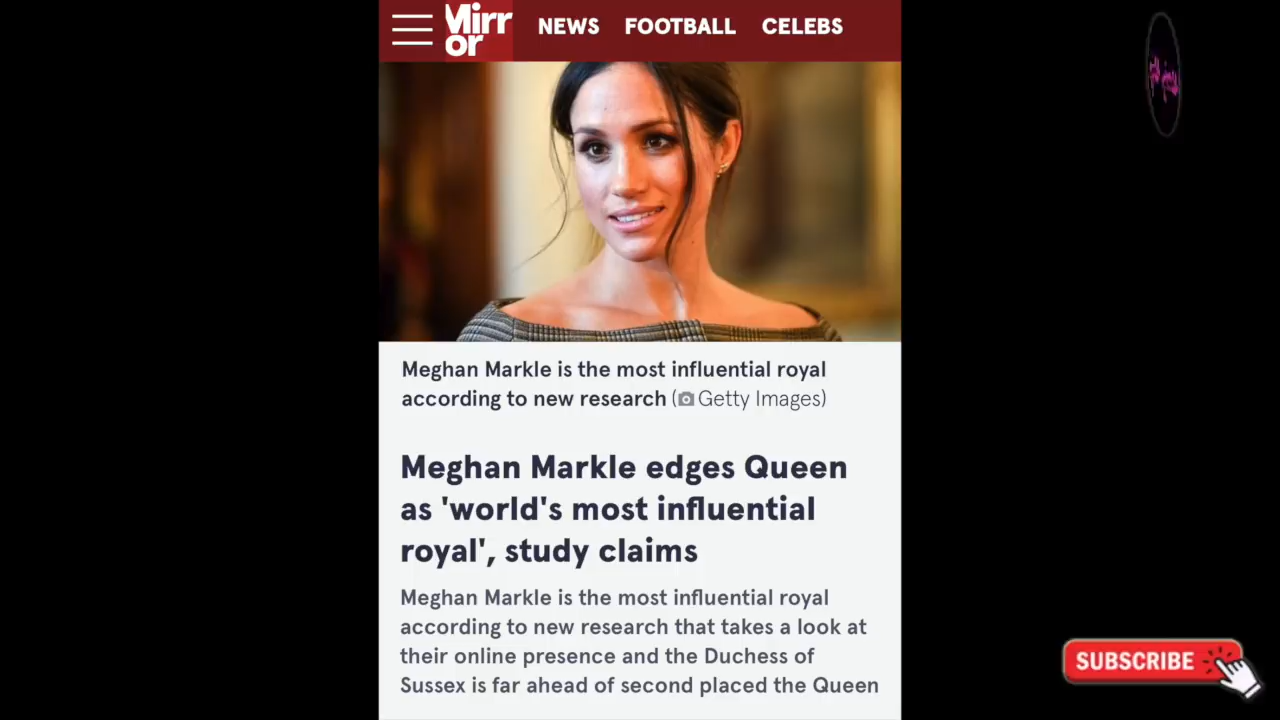 Mirr
or
NEWS FOOTBALL CELEBS
Meghan Markle is the most influential royal
according to new research (Getty Images)
Meghan Markle edges Queen
as 'world's most influential
royal', study claims
Meghan Markle is the most influential royal
according to new research that takes a look at
their online presence and the Duchess of
Sussex is far ahead of second placed the Queen
SUBSCRIBE